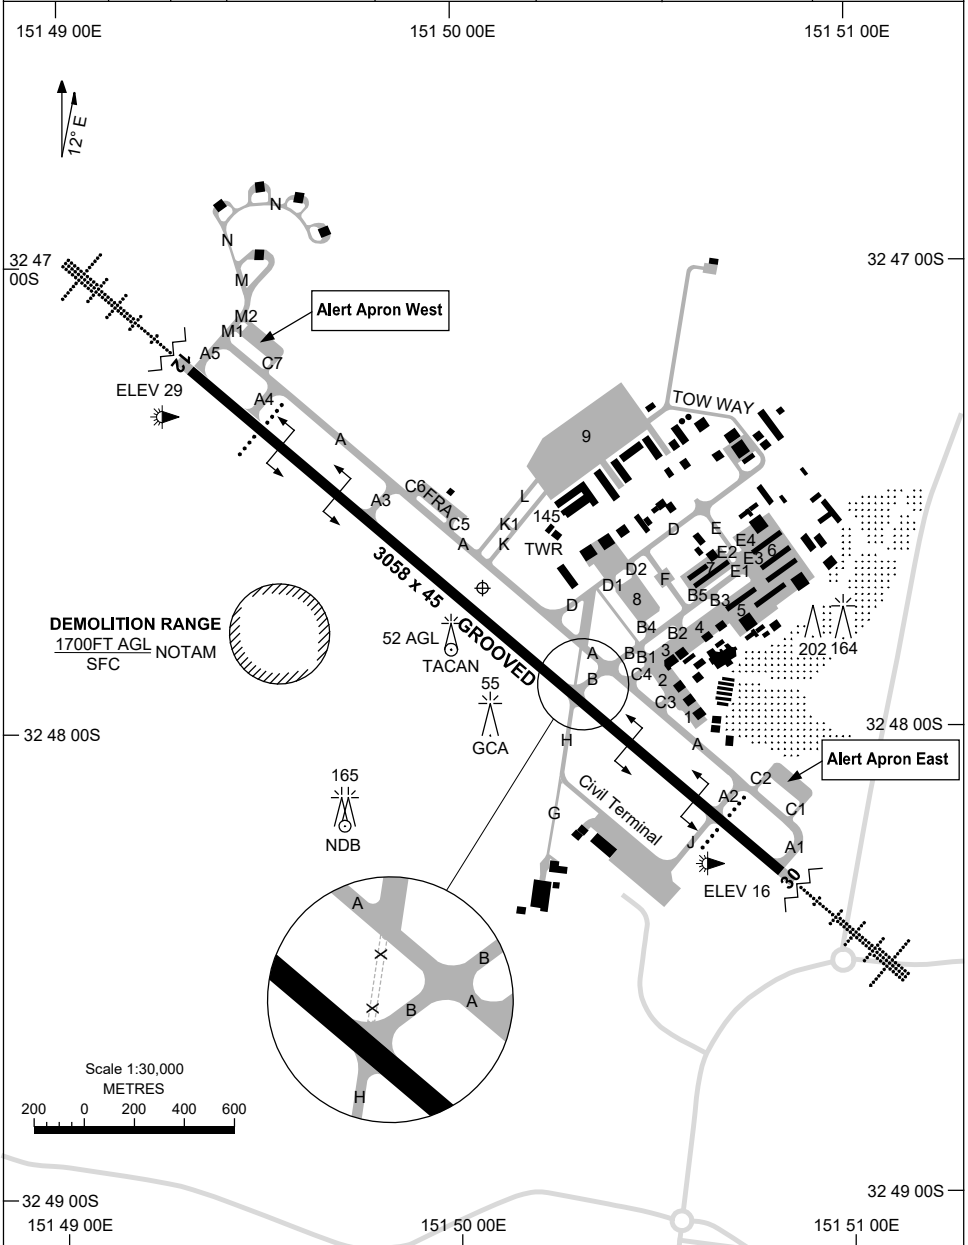 151 49 00E
151 50 00E
151 51 00E
12° E
N
N
32 47
00S
32 47 00S
M
Alert Apron West
M2
M1
A5
C7
12
ELEV 29
A4
TOW WAY
9
A
C6
FRA
L
A3
145
C5
K1
A
K
TWR
D
E
E4
6
E2
E3
3058 x 45
GROOVED
D2
7
E1
D1
F
B5
B3
8
5
D
DEMOLITION RANGE
1700FT AGL
SFC
NOTAM
52 AGL
TACAN
B4
B2
4
202
164
A
B
B1
3
B
C4
2
55
C3
1
32 48 00S
32 48 00S
GCA
H
A
Alert Apron East
165
C2
A2
C1
Civil Terminal
G
NDB
J
A1
ELEV 16
30
A
X
B
B
A
X
H
Scale 1:30,000
METRES
200
0
200
400
600
32 49 00S
32 49 00S
151 49 00E
151 50 00E
151 51 00E